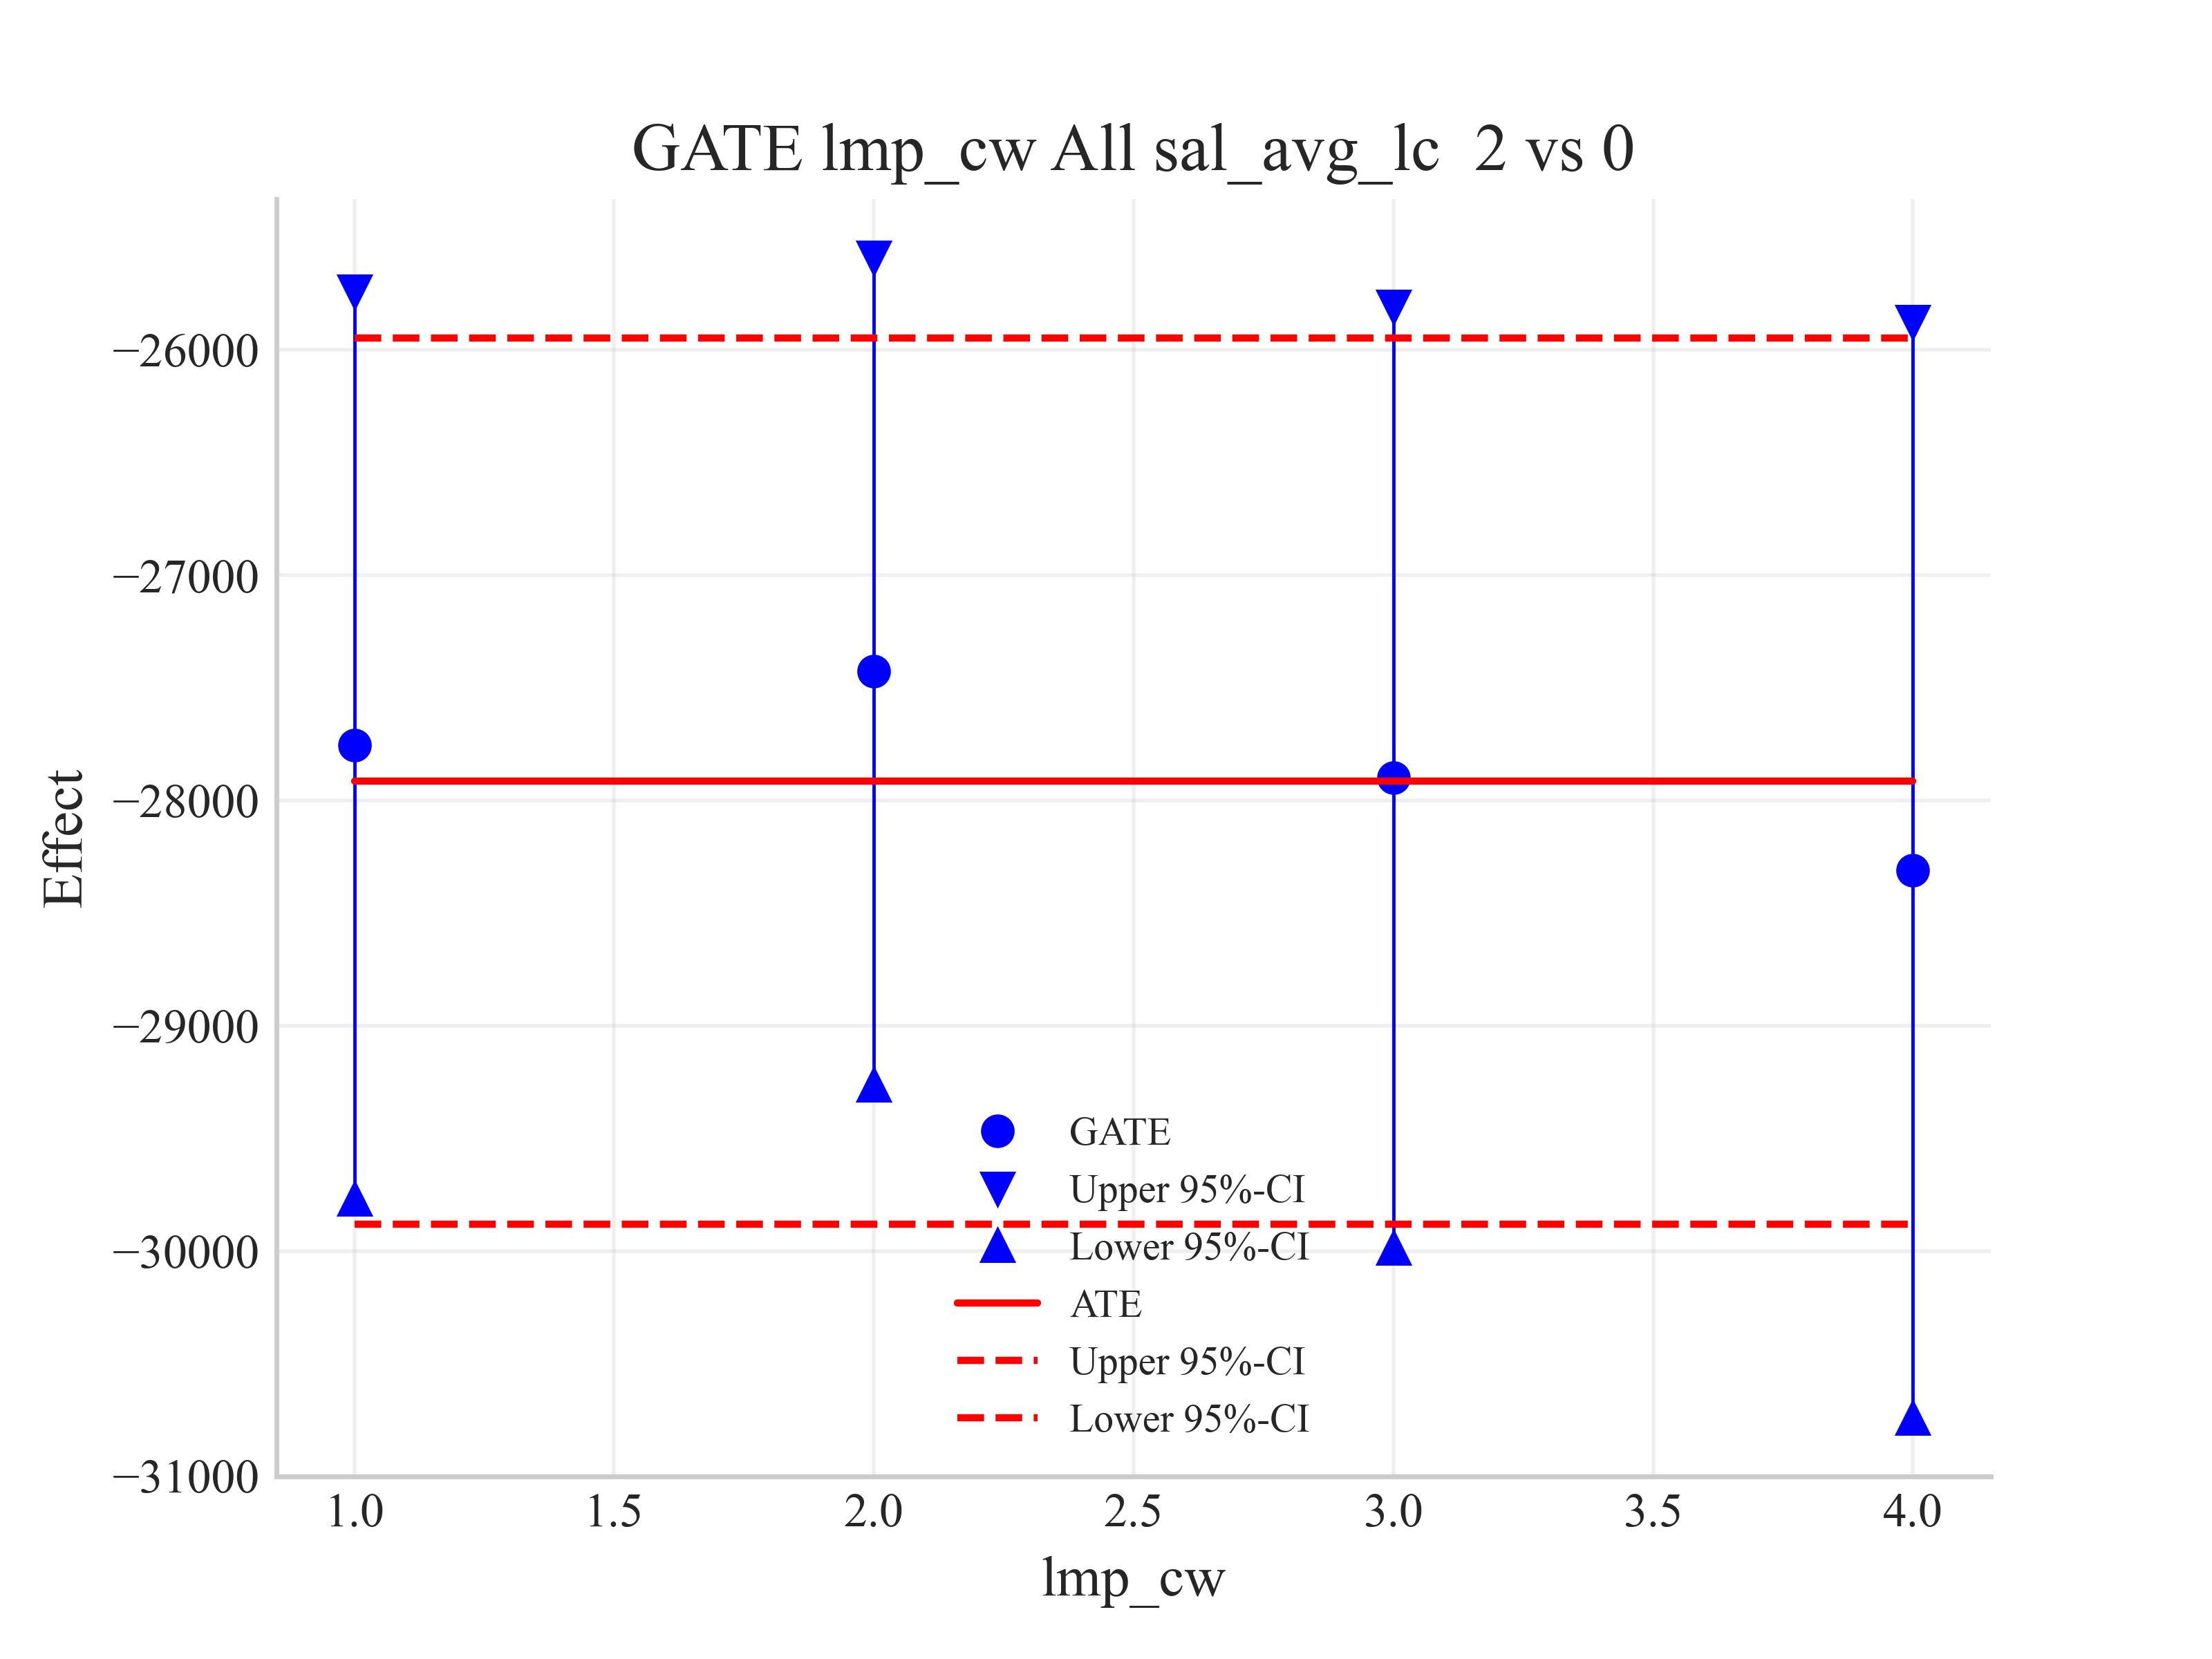 GATE lmp_cw All sal_avg_lc  2 vs 0
Effect
−26000
−27000
−28000
−29000
−30000
−31000
GATE
Upper 95%-CI
Lower 95%-CI
ATE
Upper 95%-CI
Lower 95%-CI
1.0 1.5 2.0 2.5 3.0 3.5 4.0
lmp_cw